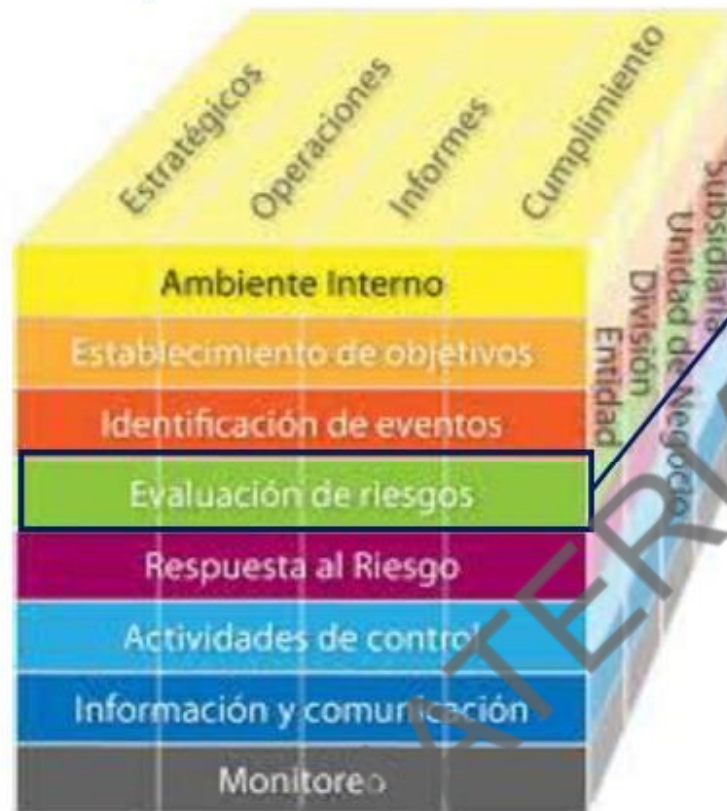 Estratégicos
Operaciones
Informes
Cumplimiento
Ambiente Interno
Establecimiento de objetivos
Identificación de eventos
Evaluación de riesgos
Respuesta al Riesgo
Actividades de control
Información y comunicación
Monitoreo
Entidad
División
Unidad de Negocio
Subsidiaria